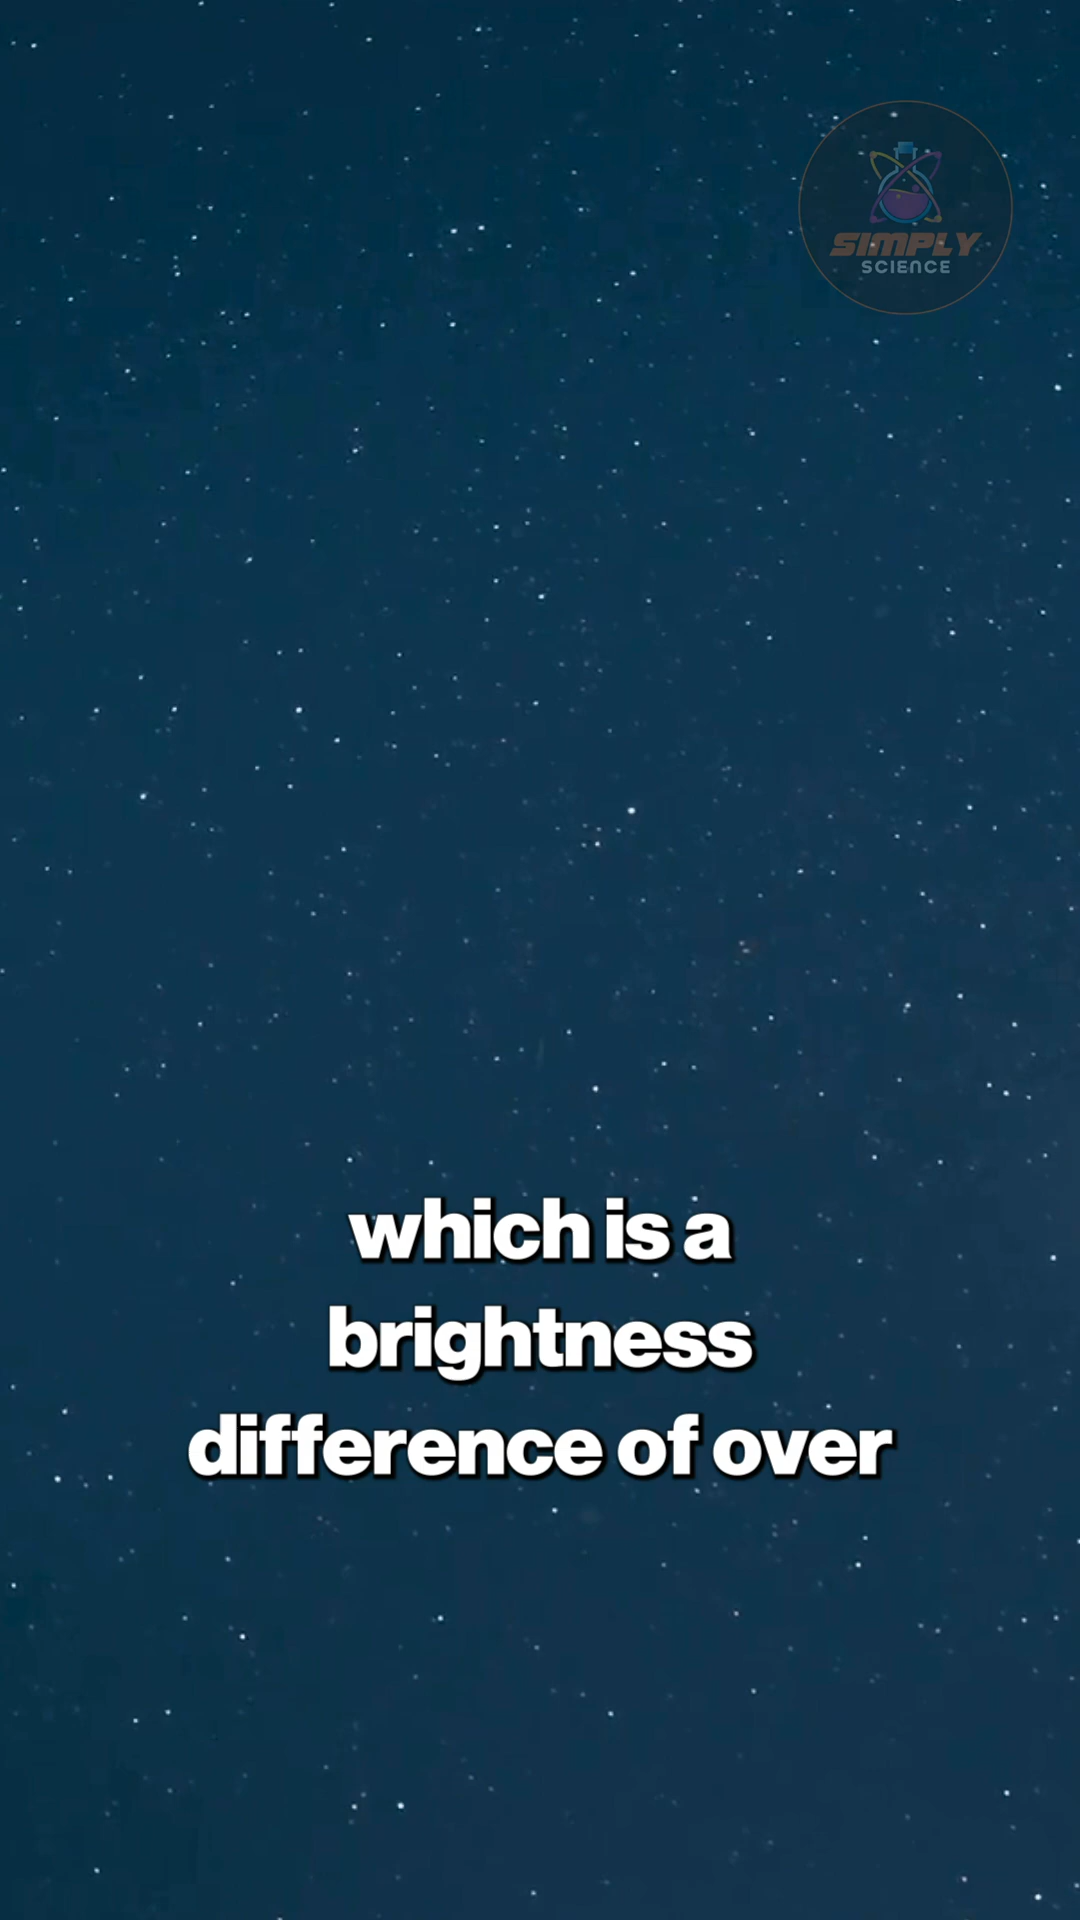 SIMPLY
SCIENCE
which is a
brightness
difference of over